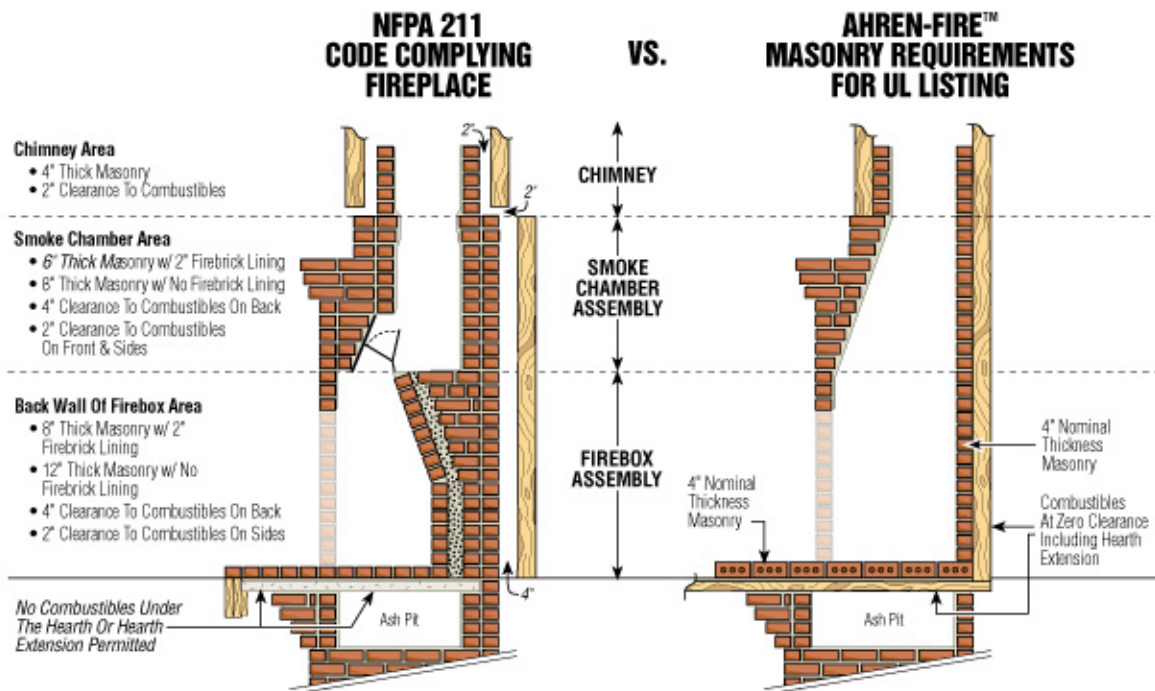 NFPA 211
CODE COMPLYING
FIREPLACE
VS.
AHREN-FIRE™
MASONRY REQUIREMENTS
FOR UL LISTING
Chimney Area
• 4" Thick Masonry
• 2" Clearance To Combustibles
2"
2"
CHIMNEY
Smoke Chamber Area
• 6" Thick Masonry w/ 2" Firebrick Lining
• 8" Thick Masonry w/ No Firebrick Lining
• 4" Clearance To Combustibles On Back
• 2" Clearance To Combustibles
On Front & Sides
SMOKE
CHAMBER
ASSEMBLY
Back Wall Of Firebox Area
• 8" Thick Masonry w/ 2"
Firebrick Lining
• 12" Thick Masonry w/ No
Firebrick Lining
• 4" Clearance To Combustibles On Back
• 2" Clearance To Combustibles On Sides
FIREBOX
ASSEMBLY
4" Nominal
Thickness
Masonry
4" Nominal
Thickness
Masonry
Combustibles
At Zero Clearance
Including Hearth
Extension
4"
No Combustibles Under
The Hearth Or Hearth
Extension Permitted
Ash Pit
Ash Pit